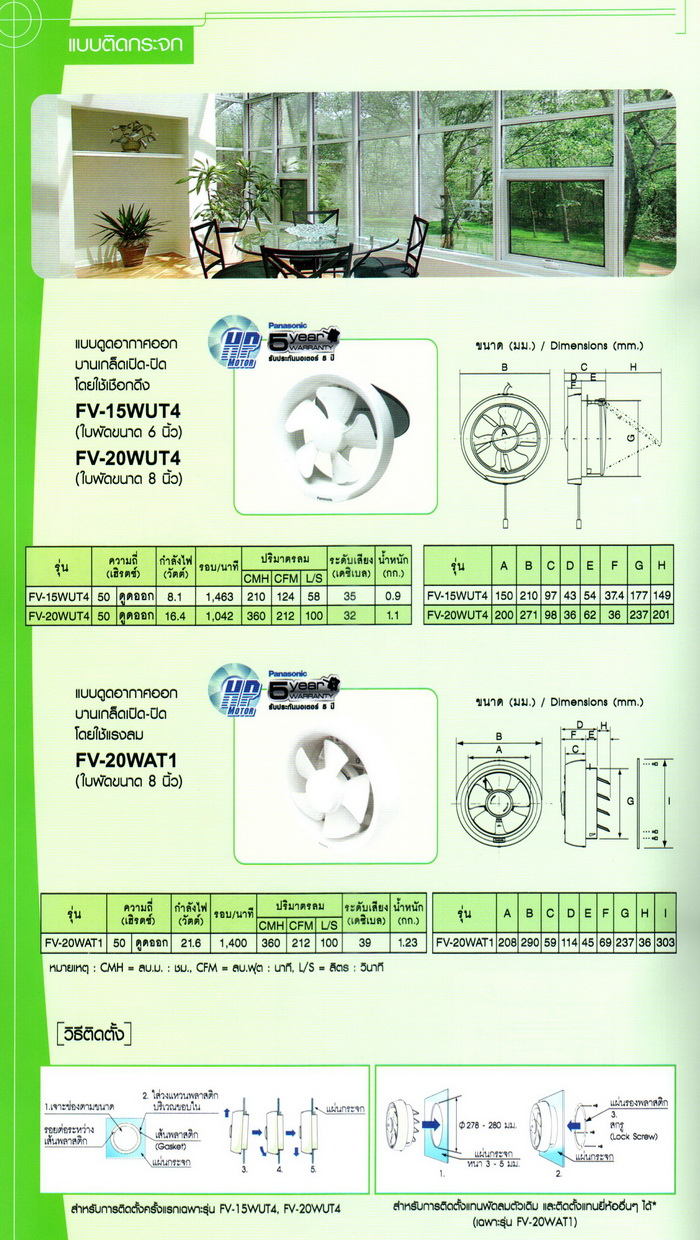 แบบติดกระจก
แบบดูดอากาศออก
บานเกล็ดเปิด-ปิด
โดยใช้เชือกดึง
FV-15WUT4
(ใบพัดขนาด 6 นิ้ว)
FV-20WUT4
(ใบพัดขนาด 8 นิ้ว)
HP MOTOR
Panasonic
5 year WARRANTY
รับประกันมอเตอร์ 5 ปี
Panasonic
ขนาด (มม.) / Dimensions (mm.)
B C H D E F A G
รุ่น ความถี่ (เฮิรตซ์) กำลังไฟ (วัตต์) รอบ/นาที ปริมาตรลม ระดับเสียง (เดซิเบล) น้ำหนัก (กก.)
CMH CFM L/S
FV-15WUT4 50 ดูดออก 8.1 1,463 210 124 58 35 0.9
FV-20WUT4 50 ดูดออก 16.4 1,042 360 212 100 32 1.1
รุ่น A B C D E F G H
FV-15WUT4 150 210 97 43 54 37.4 177 149
FV-20WUT4 200 271 98 36 62 36 237 201
แบบดูดอากาศออก
บานเกล็ดเปิด-ปิด
โดยใช้แรงลม
FV-20WAT1
(ใบพัดขนาด 8 นิ้ว)
HP MOTOR
Panasonic
5 year WARRANTY
รับประกันมอเตอร์ 5 ปี
ขนาด (มม.) / Dimensions (mm.)
B A D H F E C G I
รุ่น ความถี่ (เฮิรตซ์) กำลังไฟ (วัตต์) รอบ/นาที ปริมาตรลม ระดับเสียง (เดซิเบล) น้ำหนัก (กก.)
CMH CFM L/S
FV-20WAT1 50 ดูดออก 21.6 1,400 360 212 100 39 1.23
รุ่น A B C D E F G H I
FV-20WAT1 208 290 59 114 45 69 237 36 303
หมายเหตุ : CMH = ลบ.ม. : ชม., CFM = ลบ.ฟุต : นาที, L/S = ลิตร : วินาที
[วิธีติดตั้ง]
1.เจาะช่องตามขนาด
รอยต่อระหว่าง
เส้นพลาสติก
2. ใส่วงแหวนพลาสติก
บริเวณขอบใน
เส้นพลาสติก
(Gasket)
แผ่นกระจก
แผ่นกระจก
3. 4. 5.
Φ 278 - 280 มม.
แผ่นกระจก
หนา 3 - 5 มม.
1.
แผ่นรองพลาสติก
3.
สกรู
(Lock Screw)
แผ่นกระจก
2.
สำหรับการติดตั้งครั้งแรกเฉพาะรุ่น FV-15WUT4, FV-20WUT4
สำหรับการติดตั้งแทนพัดลมตัวเดิม และติดตั้งแทนยี่ห้ออื่นๆ ได้*
(เฉพาะรุ่น FV-20WAT1)